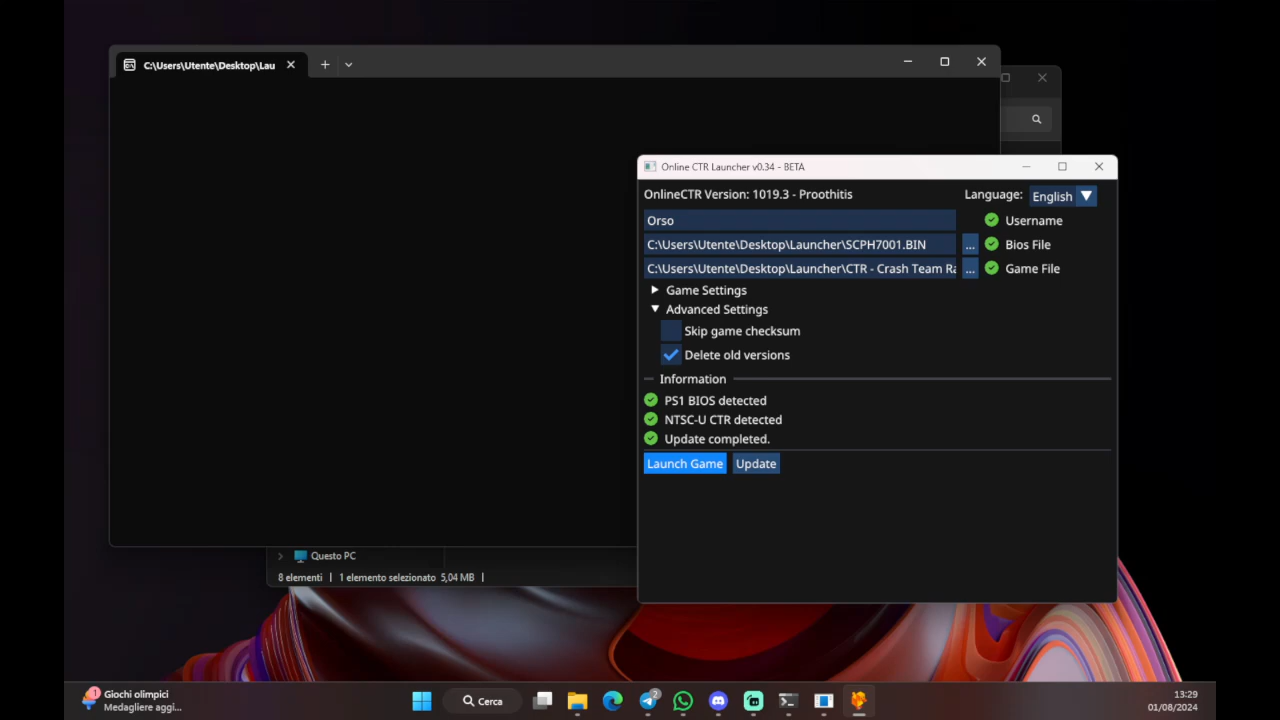 C:\Users\Utente\Desktop\Lau
Online CTR Launcher v0.34 - BETA
OnlineCTR Version: 1019.3 - Proothitis
Language: English
Orso
Username
C:\Users\Utente\Desktop\Launcher\SCPH7001.BIN
...
Bios File
C:\Users\Utente\Desktop\Launcher\CTR - Crash Team Ra
...
Game File
Game Settings
Advanced Settings
Skip game checksum
Delete old versions
Information
PS1 BIOS detected
NTSC-U CTR detected
Update completed.
Launch Game
Update
Questo PC
8 elementi
1 elemento selezionato 5,04 MB
1
Giochi olimpici
Medagliere aggi...
Cerca
2
13:29
01/08/2024